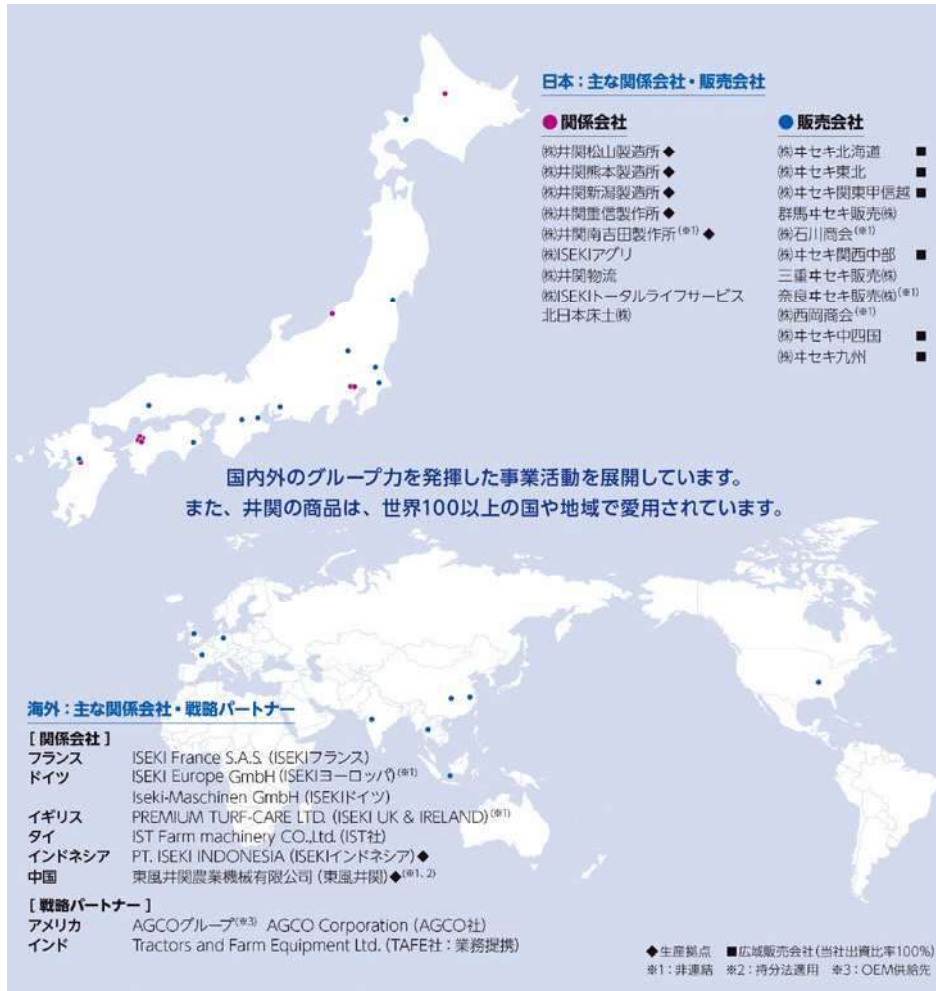 日本：主な関係会社・販売会社
●関係会社
㈱井関松山製造所◆
㈱井関熊本製造所◆
㈱井関新潟製造所◆
㈱井関重信製作所◆
㈱井関南吉田製作所(※1)◆
㈱ISEKIアグリ
㈱井関物流
㈱ISEKIトータルライフサービス
北日本床土㈱
●販売会社
㈱ヰセキ北海道 ■
㈱ヰセキ東北 ■
㈱ヰセキ関東甲信越 ■
群馬ヰセキ販売㈱
㈱石川商会(※1)
㈱ヰセキ関西中部 ■
三重ヰセキ販売㈱
奈良ヰセキ販売㈱(※1)
㈱西岡商会(※1)
㈱ヰセキ中四国 ■
㈱ヰセキ九州 ■
国内外のグループ力を発揮した事業活動を展開しています。
また、井関の商品は、世界100以上の国や地域で愛用されています。
海外：主な関係会社・戦略パートナー
［関係会社］
フランス ISEKI France S.A.S. (ISEKIフランス)
ドイツ ISEKI Europe GmbH (ISEKIヨーロッパ)(※1)
Iseki-Maschinen GmbH (ISEKIドイツ)
イギリス PREMIUM TURF-CARE LTD. (ISEKI UK & IRELAND)(※1)
タイ IST Farm machinery CO.,Ltd. (IST社)
インドネシア PT. ISEKI INDONESIA (ISEKIインドネシア)◆
中国 東風井関農業機械有限公司 (東風井関)◆(※1, 2)
［戦略パートナー］
アメリカ AGCOグループ(※3) AGCO Corporation (AGCO社)
インド Tractors and Farm Equipment Ltd. (TAFE社：業務提携)
◆生産拠点 ■広域販売会社(当社出資比率100%)
※1：非連結 ※2：持分法適用 ※3：OEM供給先